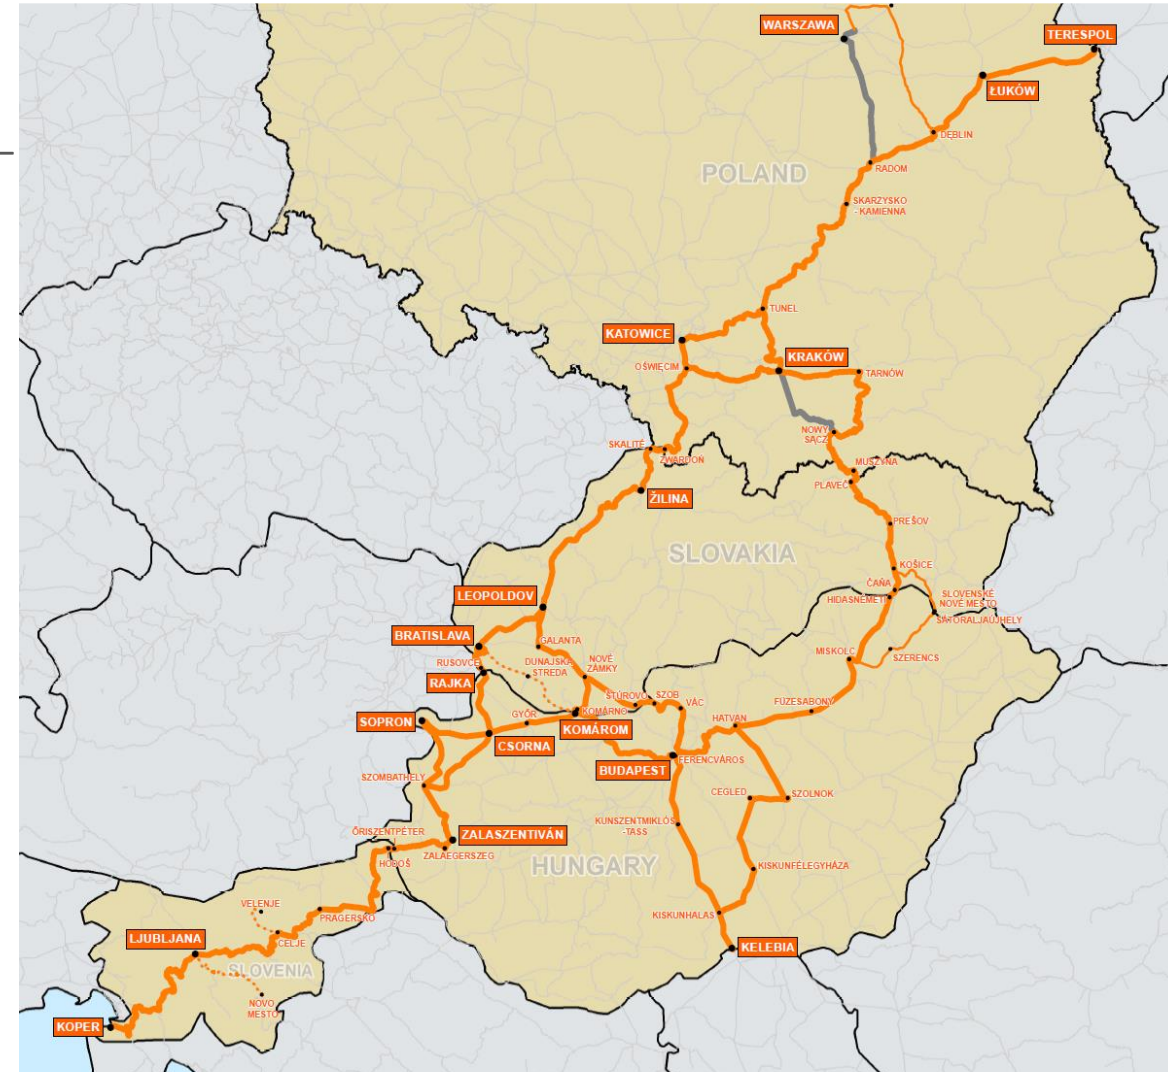 WARSZAWA
TERESPOL
ŁUKÓW
DĘBLIN
POLAND
RADOM
SKARZYSKO
- KAMIENNA
TUNEL
KATOWICE
KRAKÓW
OŚWIĘCIM
TARNÓW
NOWY
SĄCZ
SKALITÉ
ZWARDOŃ
MUSZYNA
PLAVEČ
ŽILINA
PREŠOV
SLOVAKIA
KOŠICE
ČAŇA
LEOPOLDOV
HIDASNÉMETI
SLOVENSKÉ
NOVÉ MESTO
SÁTORALJAÚJHELY
BRATISLAVA
GALANTA
MISKOLC
SZERENCS
RUSOVCE
DUNAJSKÁ
STREDA
NOVÉ
ZÁMKY
RAJKA
ŠTÚROVO
SZOB
VÁC
FÜZESABONY
KOMÁRNO
SOPRON
GYŐR
KOMÁROM
HATVAN
CSORNA
FERENCVÁROS
BUDAPEST
SZOMBATHELY
CEGLÉD
SZOLNOK
KUNSZENTMIKLÓS
-TASS
ŐRISZENTPÉTER
ZALASZENTIVÁN
HODOŠ
ZALAEGERSZEG
HUNGARY
KISKUNFÉLEGYHÁZA
VELENJE
PRAGERSKO
KISKUNHALAS
LJUBLJANA
CELJE
KELEBIA
SLOVENIA
NOVO
MESTO
KOPER